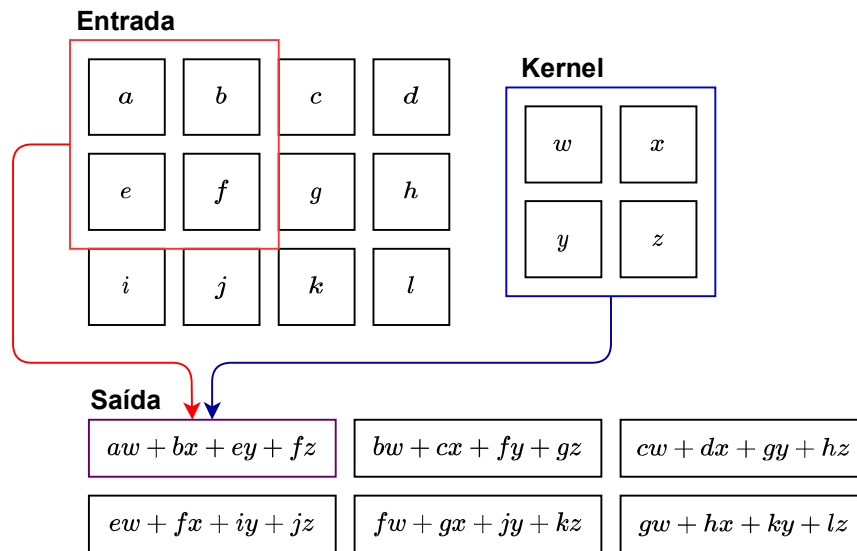 Entrada
a b c d
e f g h
i j k l
Kernel
w x
y z
Saída
aw + bx + ey + fz
bw + cx + fy + gz
cw + dx + gy + hz
ew + fx + iy + jz
fw + gx + jy + kz
gw + hx + ky + lz